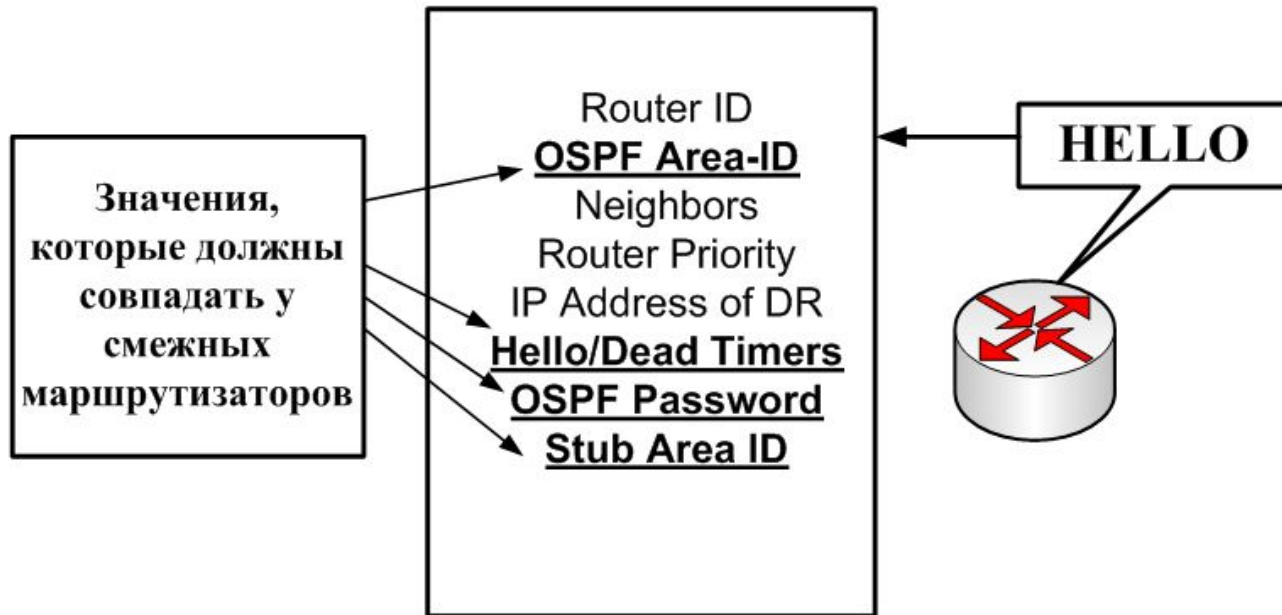 Значения,
которые должны
совпадать у
смежных
маршрутизаторов
Router ID
OSPF Area-ID
Neighbors
Router Priority
IP Address of DR
Hello/Dead Timers
OSPF Password
Stub Area ID
HELLO